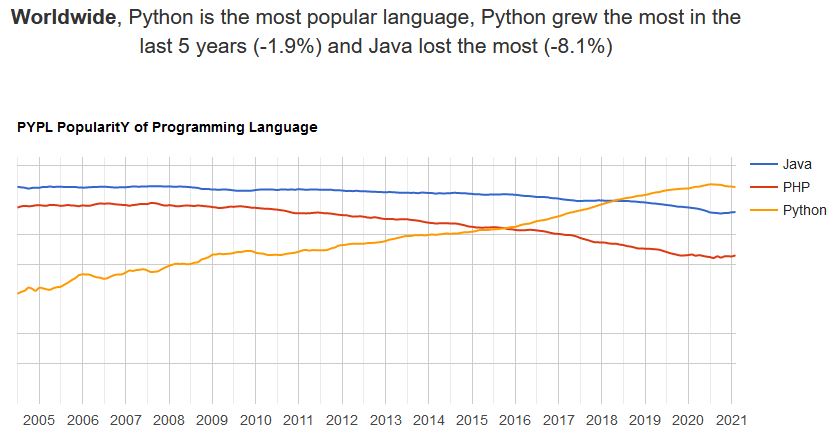 Worldwide, Python is the most popular language, Python grew the most in the
last 5 years (-1.9%) and Java lost the most (-8.1%)
PYPL PopularitY of Programming Language
Java
PHP
Python
2005 2006 2007 2008 2009 2010 2011 2012 2013 2014 2015 2016 2017 2018 2019 2020 2021